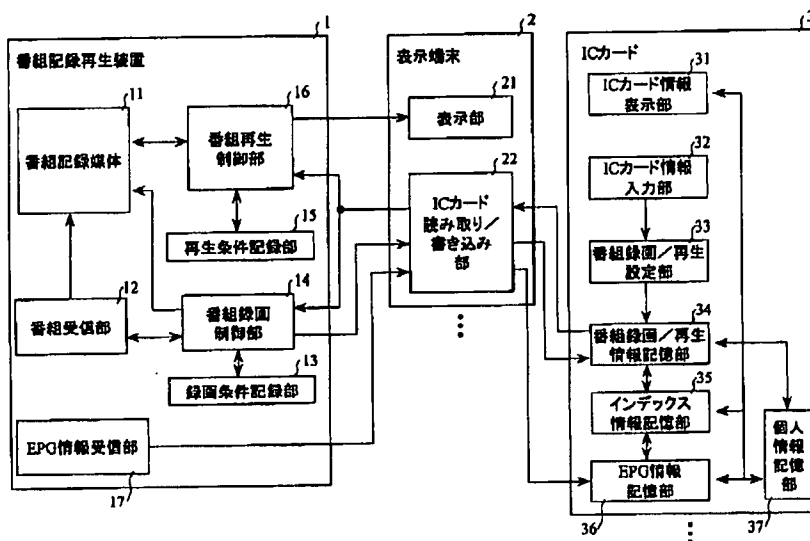 1
番組記録再生装置
11
番組記録媒体
16
番組再生
制御部
15
再生条件記録部
12
番組受信部
14
番組録画
制御部
13
録画条件記録部
EPG情報受信部
17
2
表示端末
21
表示部
22
ICカード
読み取り／
書き込み
部
3
ICカード
31
ICカード情報
表示部
32
ICカード情報
入力部
33
番組録画／再生
設定部
34
番組録画／再生
情報記憶部
35
インデックス
情報記憶部
EPG情報
記憶部
36
個人
情報
記憶
部
37